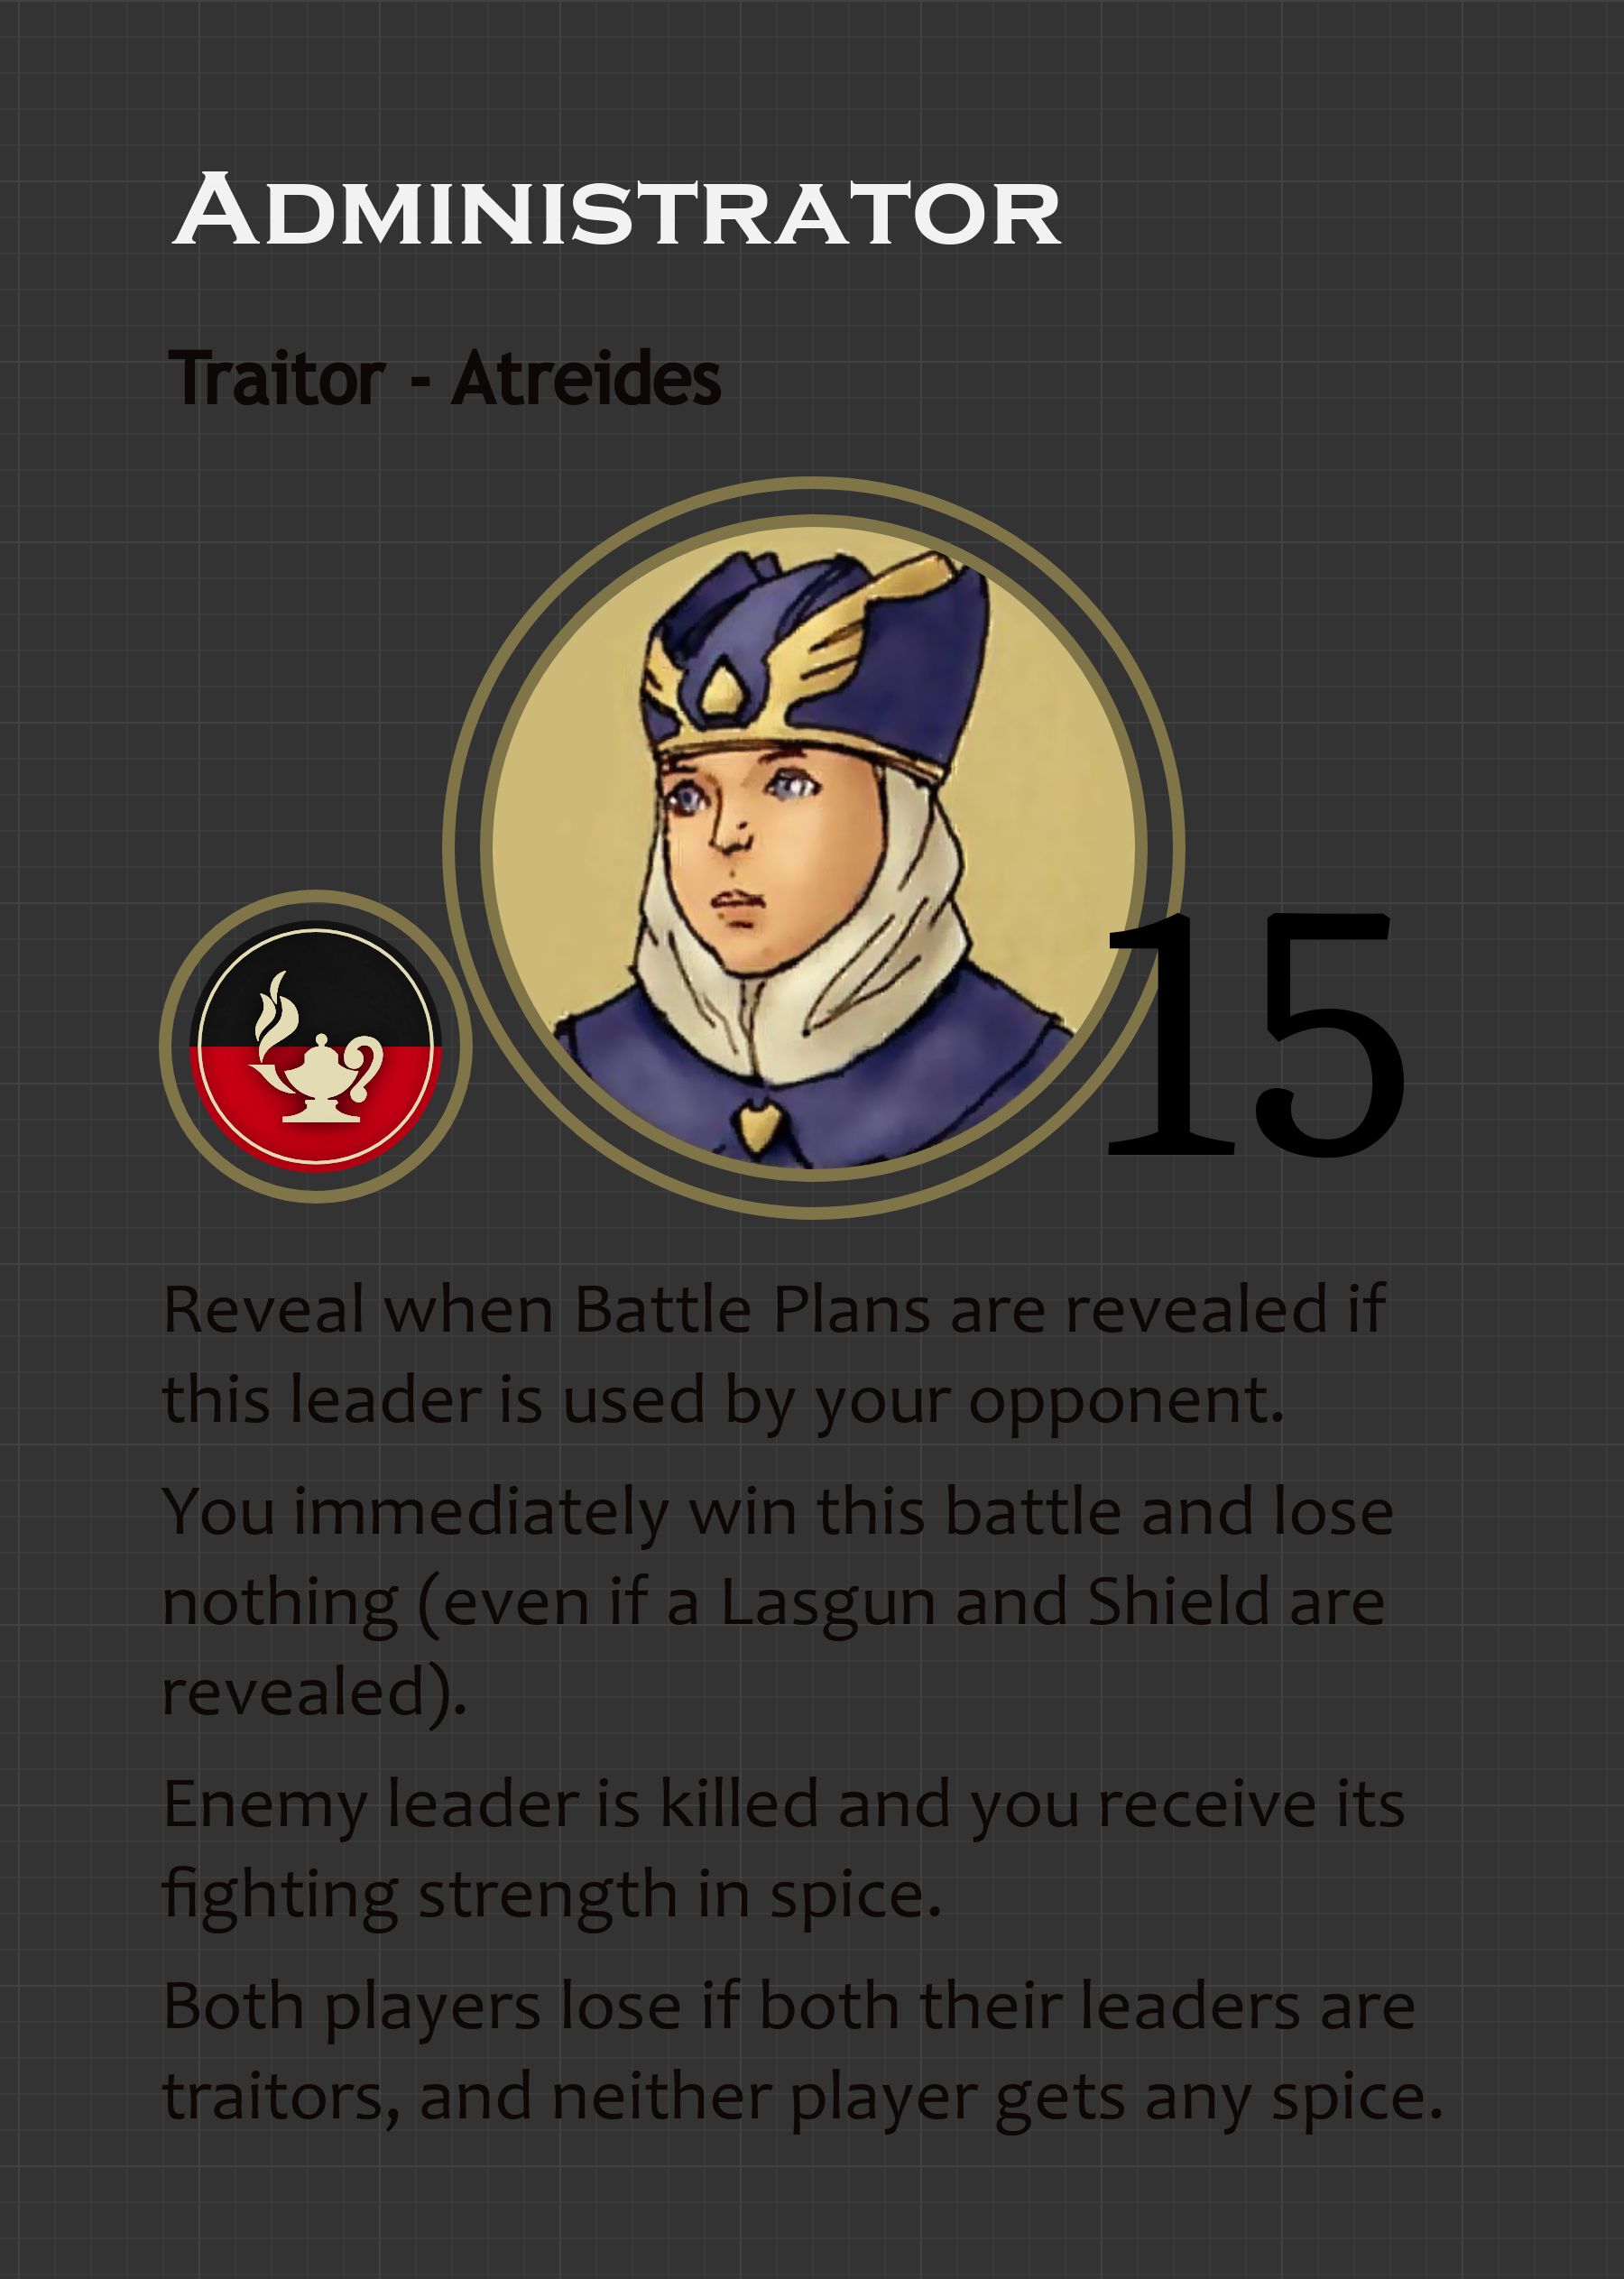 Administrator
Traitor - Atreides
15
Reveal when Battle Plans are revealed if
this leader is used by your opponent.
You immediately win this battle and lose
nothing (even if a Lasgun and Shield are
revealed).
Enemy leader is killed and you receive its
fighting strength in spice.
Both players lose if both their leaders are
traitors, and neither player gets any spice.